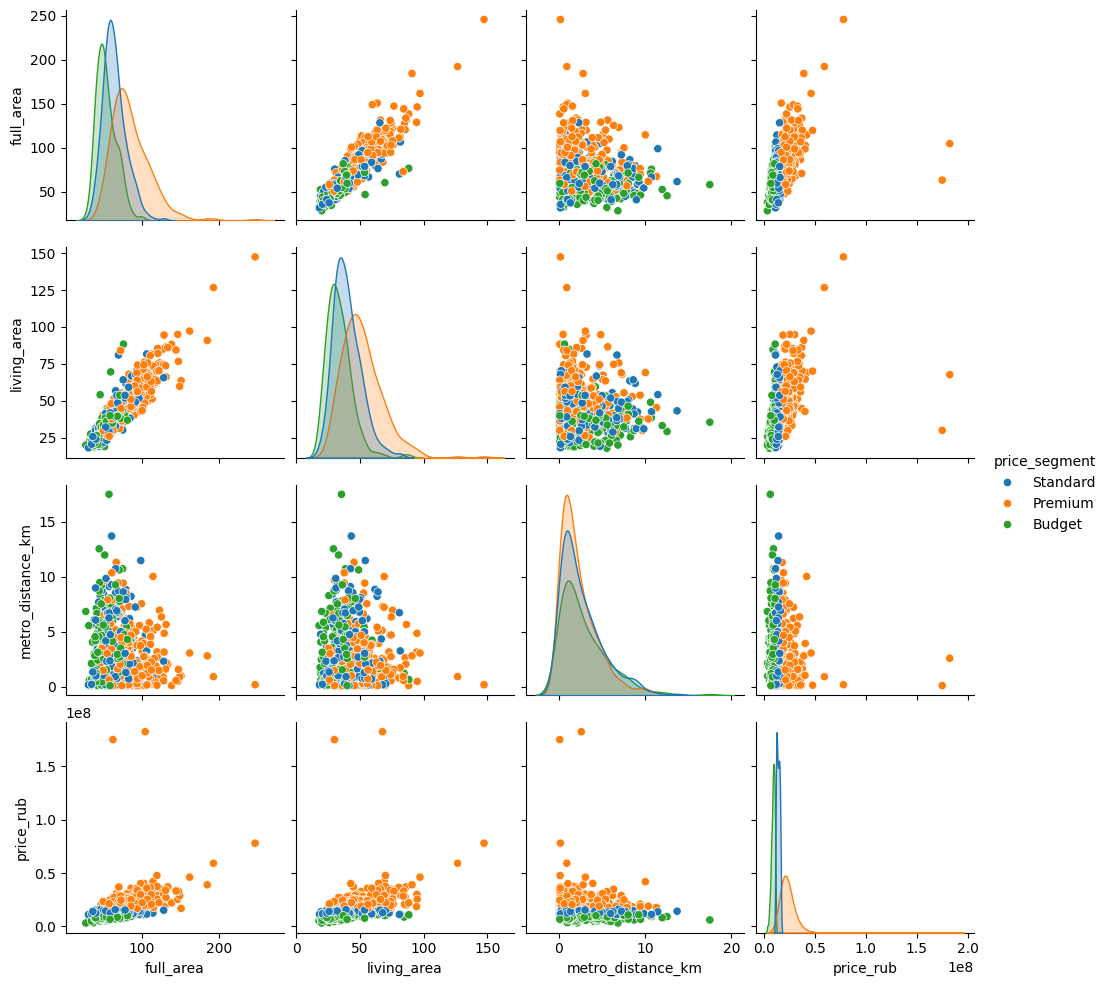 250
200
150
100
50
full_area
150
125
100
75
50
25
living_area
price_segment
Standard
Premium
Budget
15
10
5
0
metro_distance_km
1e8
1.5
1.0
0.5
0.0
price_rub
100 200
0 50 100 150
0 10 20
0.0 0.5 1.0 1.5 2.0
1e8
full_area
living_area
metro_distance_km
price_rub